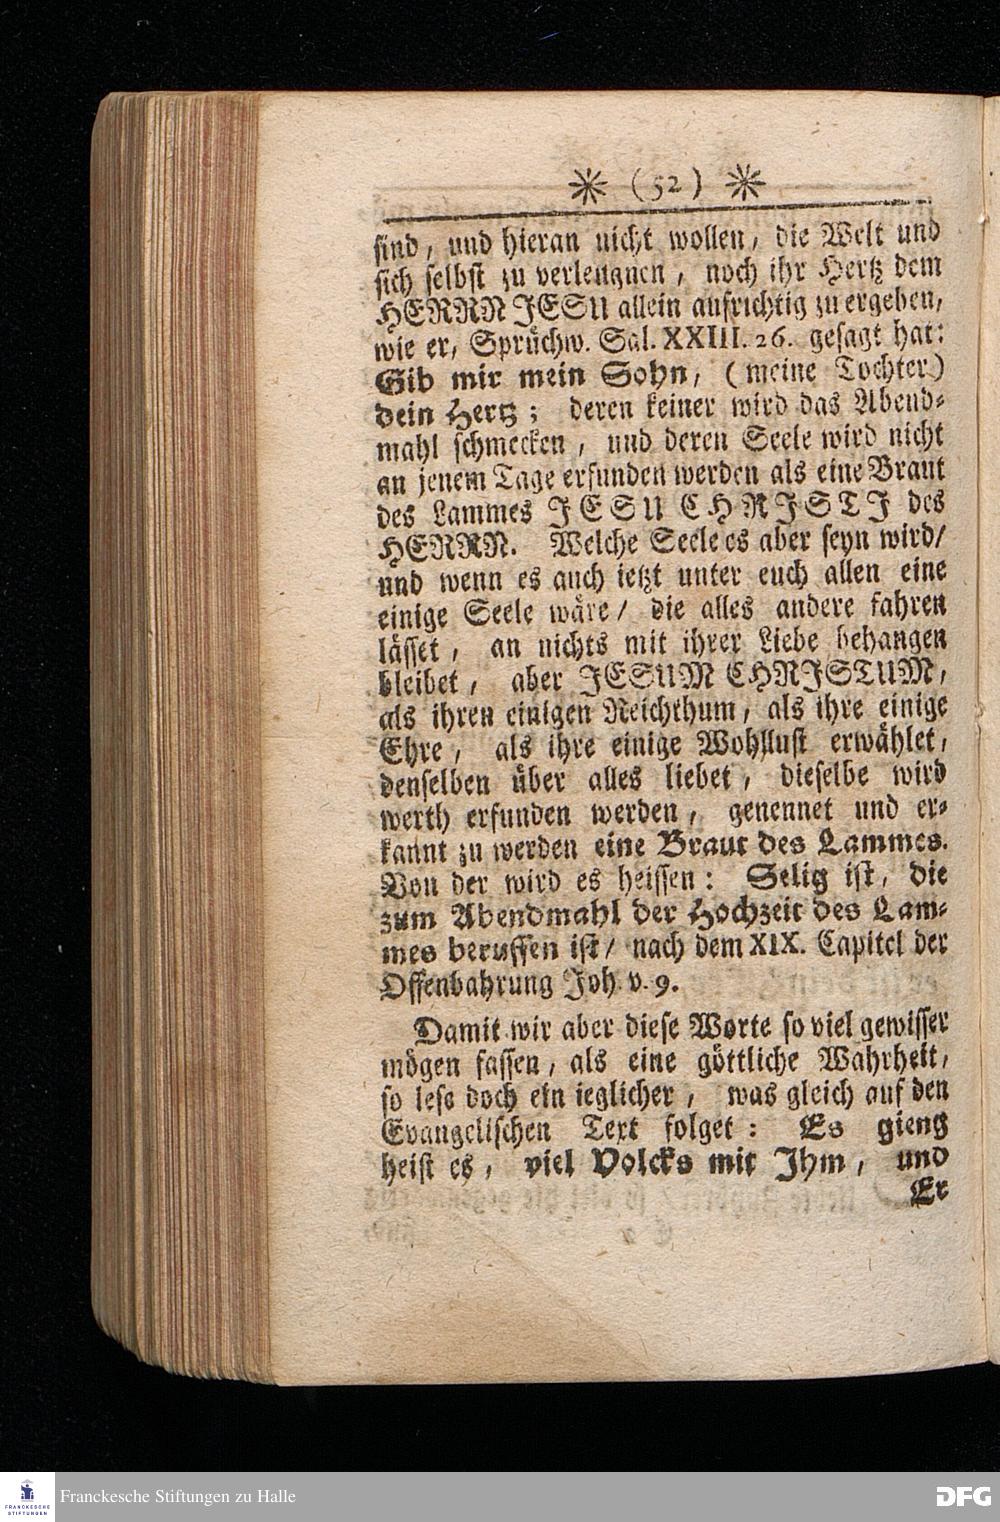 * (52) *
sind, und hieran nicht wollen, die Welt und
sich selbst zu verleugnen, noch ihr Hertz dem
HERRN JESU allein aufrichtig zu ergeben,
wie er, Sprüchw. Sal. XXIII. 26. gesagt hat:
Gib mir mein Sohn, (meine Tochter)
dein Hertz; deren keiner wird das Abend-
mahl schmecken, und deren Seele wird nicht
an jenem Tage erfunden werden als eine Braut
des Lammes JESU CHRISTJ des
HERRN. Welche Seele es aber seyn wird/
und wenn es auch ietzt unter euch allen eine
einige Seele wäre/ die alles andere fahren
lässet, an nichts mit ihrer Liebe behangen
bleibet, aber JESUM CHRISTUM,
als ihren einigen Reichthum, als ihre einige
Ehre, als ihre einige Wohllust erwählet,
denselben über alles liebet, dieselbe wird
werth erfunden werden, genennet und er-
kannt zu werden eine Braut des Lammes.
Von der wird es heissen: Selig ist, die
zum Abendmahl der Hochzeit des Lam-
mes beruffen ist/ nach dem XIX. Capitel der
Offenbahrung Joh. v. 9.
Damit wir aber diese Worte so viel gewisser
mögen fassen, als eine göttliche Wahrheit,
so lese doch ein ieglicher, was gleich auf den
Evangelischen Text folget: Es gieng
heist es, viel Volcks mit Jhm, und
Er
FRANCKESCHE
STIFTUNGEN
Franckesche Stiftungen zu Halle
DFG